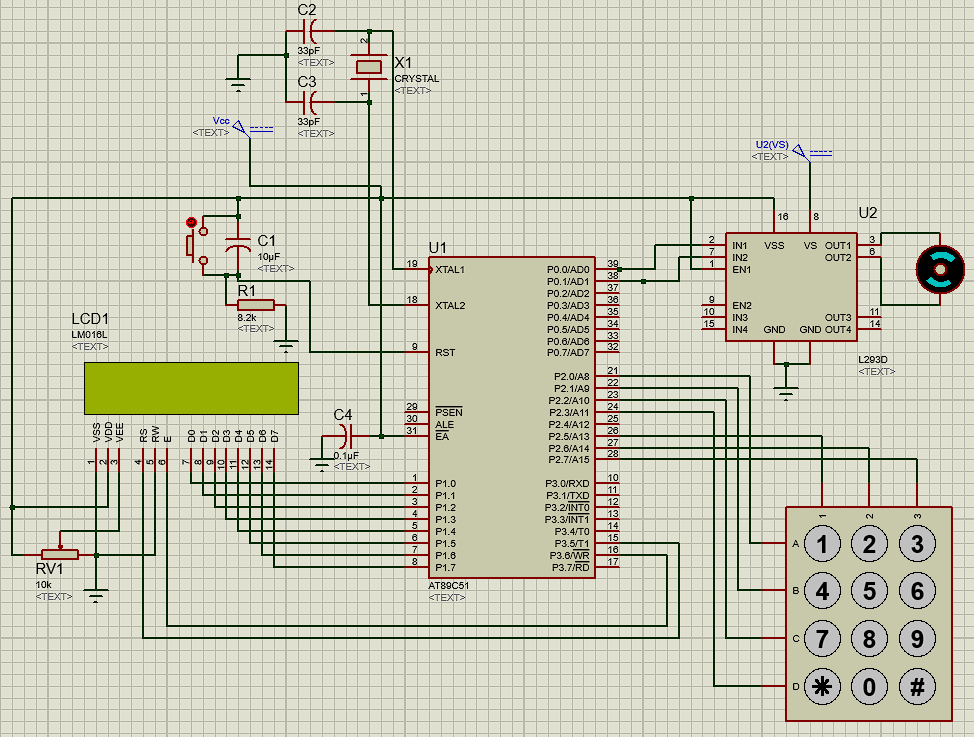 C2
33pF
<TEXT>
2
X1
CRYSTAL
<TEXT>
1
C3
33pF
<TEXT>
Vcc
<TEXT>
U2(VS)
<TEXT>
C1
10µF
<TEXT>
R1
8.2k
<TEXT>
U1
19 XTAL1
18 XTAL2
9 RST
29 PSEN
30 ALE
31 EA
1 P1.0
2 P1.1
3 P1.2
4 P1.3
5 P1.4
6 P1.5
7 P1.6
8 P1.7
P0.0/AD0 39
P0.1/AD1 38
P0.2/AD2 37
P0.3/AD3 36
P0.4/AD4 35
P0.5/AD5 34
P0.6/AD6 33
P0.7/AD7 32
P2.0/A8 21
P2.1/A9 22
P2.2/A10 23
P2.3/A11 24
P2.4/A12 25
P2.5/A13 26
P2.6/A14 27
P2.7/A15 28
P3.0/RXD 10
P3.1/TXD 11
P3.2/INT0 12
P3.3/INT1 13
P3.4/T0 14
P3.5/T1 15
P3.6/WR 16
P3.7/RD 17
AT89C51
<TEXT>
U2
16 8
VSS VS
2 IN1
7 IN2
1 EN1
9 EN2
10 IN3
15 IN4
OUT1 3
OUT2 6
OUT3 11
OUT4 14
GND GND
L293D
<TEXT>
LCD1
LM016L
<TEXT>
VSS VDD VEE RS RW E D0 D1 D2 D3 D4 D5 D6 D7
1 2 3 4 5 6 7 8 9 10 11 12 13 14
C4
0.1µF
<TEXT>
RV1
10k
<TEXT>
1 2 3
A 1 2 3
B 4 5 6
C 7 8 9
D * 0 #